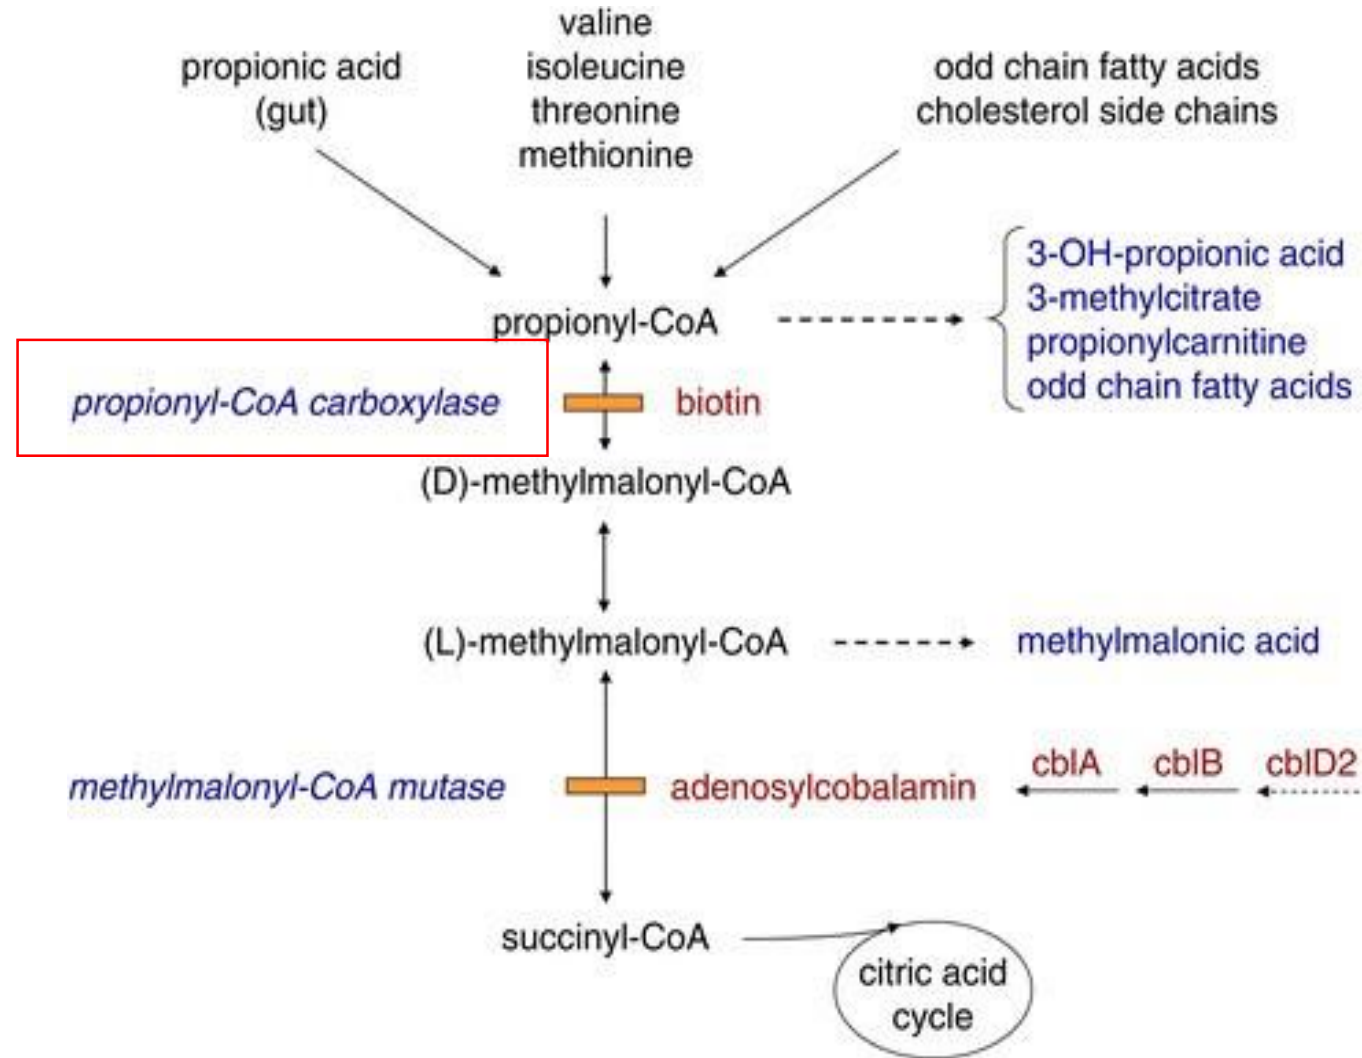 propionic acid
(gut)
valine
isoleucine
threonine
methionine
odd chain fatty acids
cholesterol side chains
propionyl-CoA
3-OH-propionic acid
3-methylcitrate
propionylcarnitine
odd chain fatty acids
propionyl-CoA carboxylase
biotin
(D)-methylmalonyl-CoA
(L)-methylmalonyl-CoA
methylmalonic acid
methylmalonyl-CoA mutase
adenosylcobalamin
cblA
cblB
cblD2
succinyl-CoA
citric acid
cycle